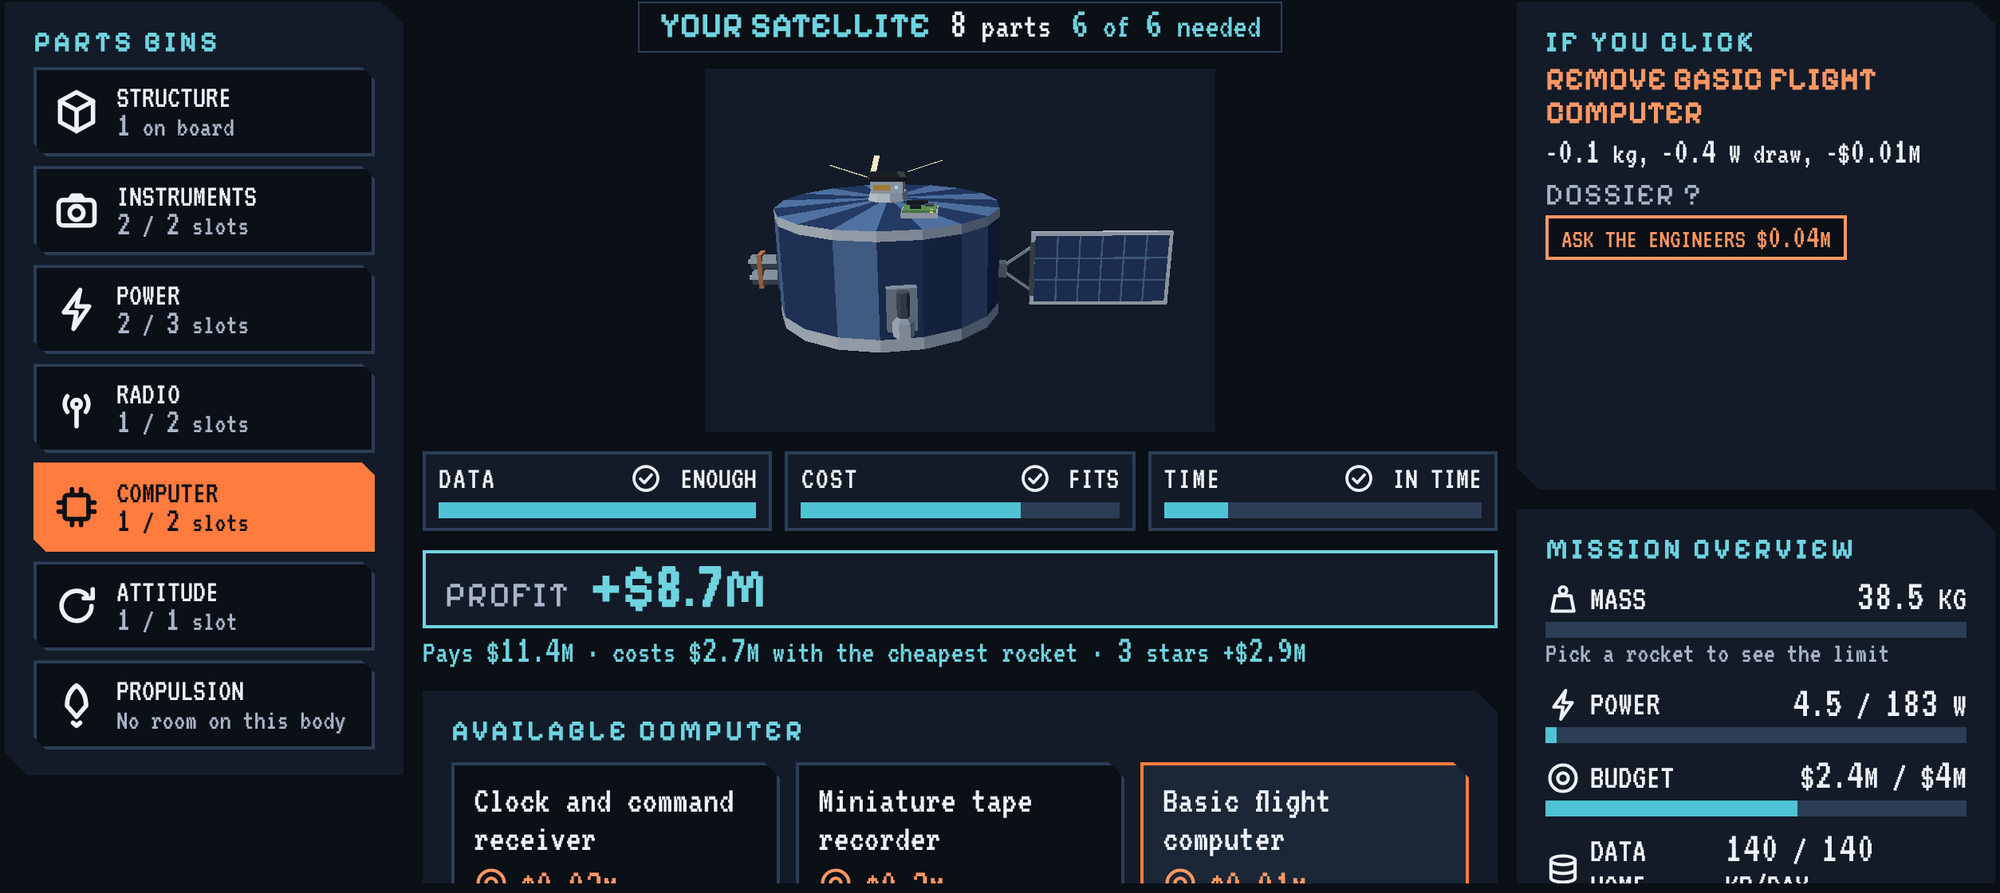 PARTS BINS
STRUCTURE
1 on board
INSTRUMENTS
2 / 2 slots
POWER
2 / 3 slots
RADIO
1 / 2 slots
COMPUTER
1 / 2 slots
ATTITUDE
1 / 1 slot
PROPULSION
No room on this body
YOUR SATELLITE 8 parts 6 of 6 needed
DATA ENOUGH
COST FITS
TIME IN TIME
PROFIT +$8.7M
Pays $11.4M · costs $2.7M with the cheapest rocket · 3 stars +$2.9M
AVAILABLE COMPUTER
Clock and command
receiver
Miniature tape
recorder
Basic flight
computer
IF YOU CLICK
REMOVE BASIC FLIGHT
COMPUTER
-0.1 kg, -0.4 W draw, -$0.01M
DOSSIER ?
ASK THE ENGINEERS $0.04M
MISSION OVERVIEW
MASS 38.5 KG
Pick a rocket to see the limit
POWER 4.5 / 183 W
BUDGET $2.4M / $4M
DATA 140 / 140